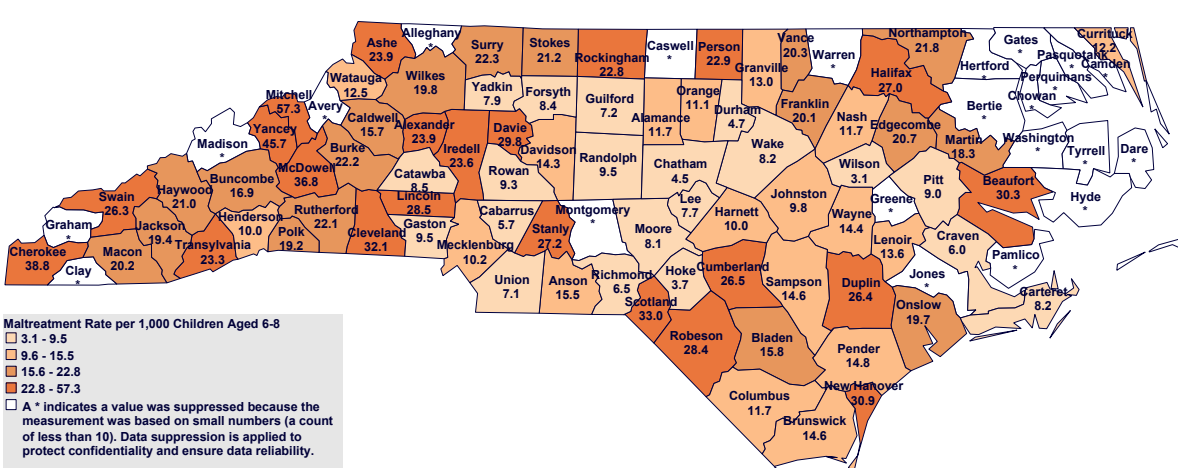 Ashe
23.9
Alleghany
*
Surry
22.3
Stokes
21.2
Rockingham
22.8
Caswell
*
Person
22.9
Granville
13.0
Vance
20.3
Warren
*
Northampton
21.8
Halifax
27.0
Gates
*
Hertford
*
Pasquotank
*
Currituck
12.2
Camden
*
Perquimans
*
Chowan
*
Bertie
*
Watauga
12.5
Wilkes
19.8
Yadkin
7.9
Forsyth
8.4
Guilford
7.2
Alamance
11.7
Orange
11.1
Durham
4.7
Franklin
20.1
Nash
11.7
Edgecombe
20.7
Martin
18.3
Washington
*
Tyrrell
*
Dare
*
Mitchell
57.3
Avery
*
Yancey
45.7
Madison
*
Caldwell
15.7
Alexander
23.9
Iredell
23.6
Davie
29.8
Davidson
14.3
Randolph
9.5
Chatham
4.5
Wake
8.2
Wilson
3.1
Pitt
9.0
Beaufort
30.3
Hyde
*
Burke
22.2
McDowell
36.8
Buncombe
16.9
Haywood
21.0
Swain
26.3
Graham
*
Cherokee
38.8
Clay
*
Macon
20.2
Jackson
19.4
Transylvania
23.3
Henderson
10.0
Polk
19.2
Rutherford
22.1
Cleveland
32.1
Catawba
8.5
Lincoln
28.5
Gaston
9.5
Mecklenburg
10.2
Rowan
9.3
Cabarrus
5.7
Stanly
27.2
Montgomery
*
Moore
8.1
Lee
7.7
Harnett
10.0
Johnston
9.8
Wayne
14.4
Greene
*
Lenoir
13.6
Craven
6.0
Pamlico
*
Jones
*
Carteret
8.2
Union
7.1
Anson
15.5
Richmond
6.5
Hoke
3.7
Scotland
33.0
Cumberland
26.5
Sampson
14.6
Duplin
26.4
Onslow
19.7
Robeson
28.4
Bladen
15.8
Pender
14.8
New Hanover
30.9
Columbus
11.7
Brunswick
14.6
Maltreatment Rate per 1,000 Children Aged 6-8
3.1 - 9.5
9.6 - 15.5
15.6 - 22.8
22.8 - 57.3
A * indicates a value was suppressed because the
measurement was based on small numbers (a count
of less than 10). Data suppression is applied to
protect confidentiality and ensure data reliability.